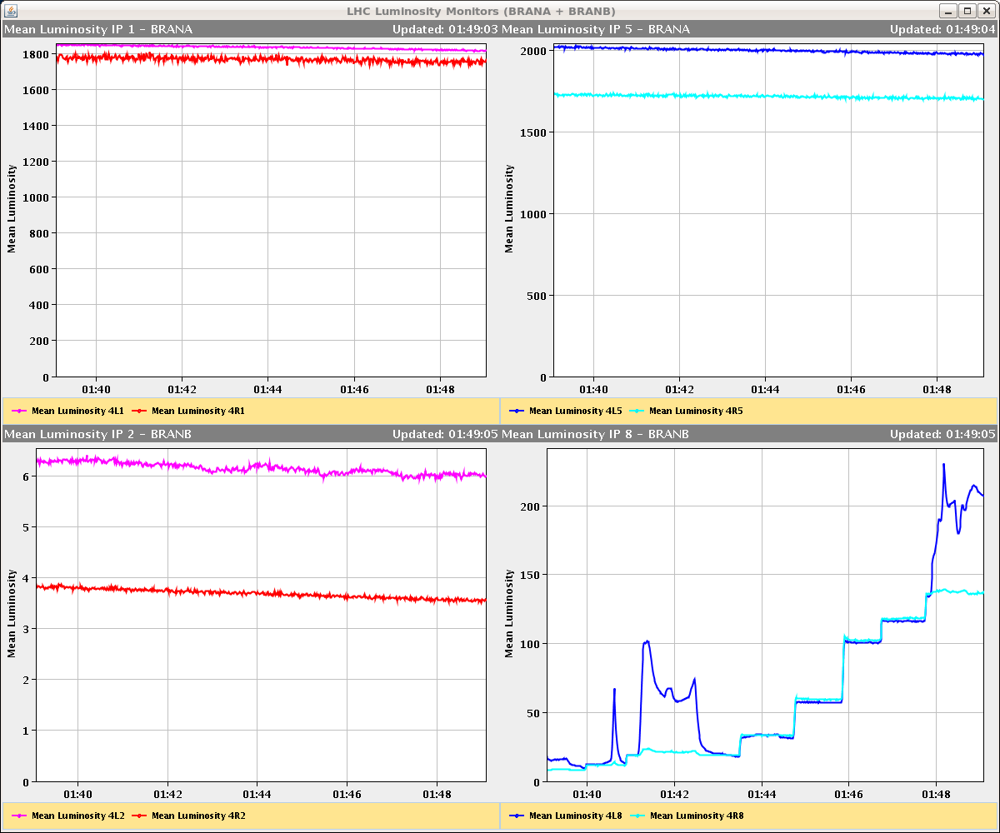 LHC Luminosity Monitors (BRANA + BRANB)
Mean Luminosity IP 1 - BRANA Updated: 01:49:03
Mean Luminosity
1800
1600
1400
1200
1000
800
600
400
200
0
01:40 01:42 01:44 01:46 01:48
Mean Luminosity 4L1 Mean Luminosity 4R1
Mean Luminosity IP 5 - BRANA Updated: 01:49:04
Mean Luminosity
2000
1500
1000
500
0
01:40 01:42 01:44 01:46 01:48
Mean Luminosity 4L5 Mean Luminosity 4R5
Mean Luminosity IP 2 - BRANB Updated: 01:49:05
Mean Luminosity
6
5
4
3
2
1
0
01:40 01:42 01:44 01:46 01:48
Mean Luminosity 4L2 Mean Luminosity 4R2
Mean Luminosity IP 8 - BRANB Updated: 01:49:05
Mean Luminosity
200
150
100
50
0
01:40 01:42 01:44 01:46 01:48
Mean Luminosity 4L8 Mean Luminosity 4R8